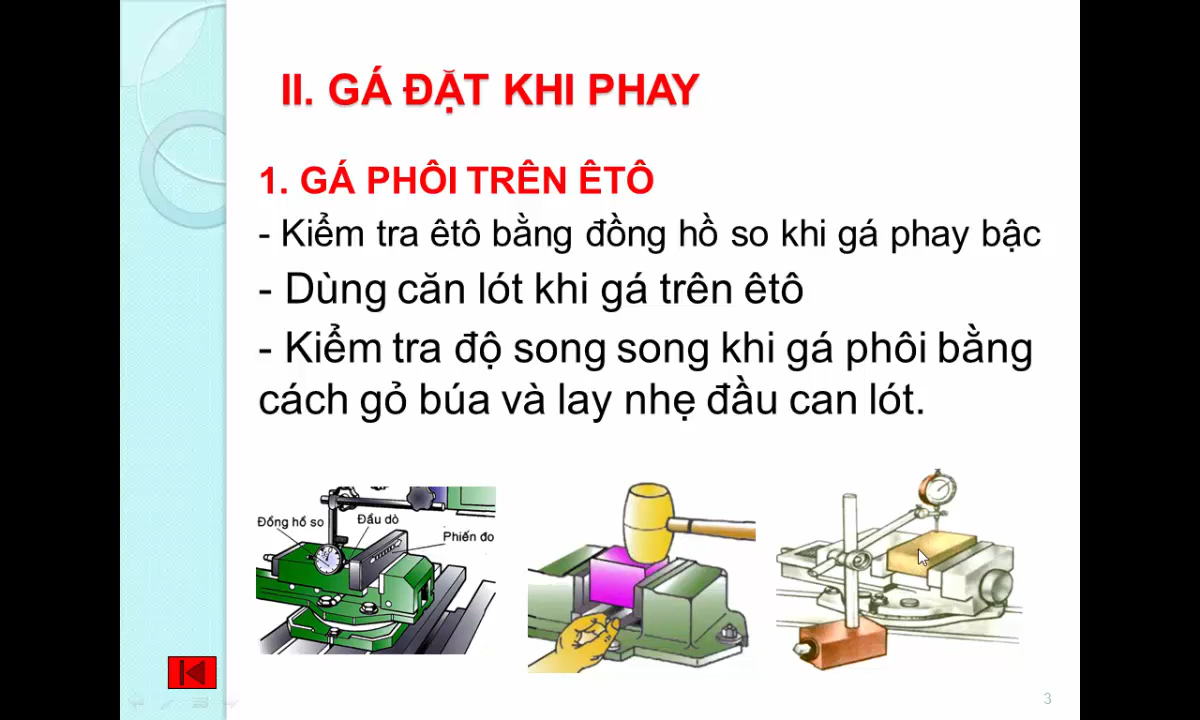 II. GÁ ĐẶT KHI PHAY
1. GÁ PHÔI TRÊN ÊTÔ
- Kiểm tra êtô bằng đồng hồ so khi gá phay bậc
- Dùng căn lót khi gá trên êtô
- Kiểm tra độ song song khi gá phôi bằng
cách gỏ búa và lay nhẹ đầu can lót.
Đồng hồ so
Đầu dò
Phiến đo
3